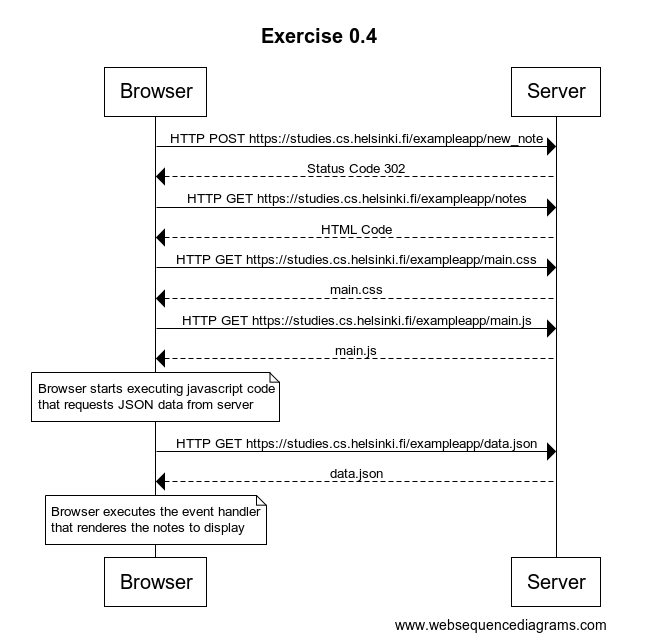 Exercise 0.4
Browser
Server
HTTP POST https://studies.cs.helsinki.fi/exampleapp/new_note
Status Code 302
HTTP GET https://studies.cs.helsinki.fi/exampleapp/notes
HTML Code
HTTP GET https://studies.cs.helsinki.fi/exampleapp/main.css
main.css
HTTP GET https://studies.cs.helsinki.fi/exampleapp/main.js
main.js
Browser starts executing javascript code
that requests JSON data from server
HTTP GET https://studies.cs.helsinki.fi/exampleapp/data.json
data.json
Browser executes the event handler
that renderes the notes to display
Browser
Server
www.websequencediagrams.com